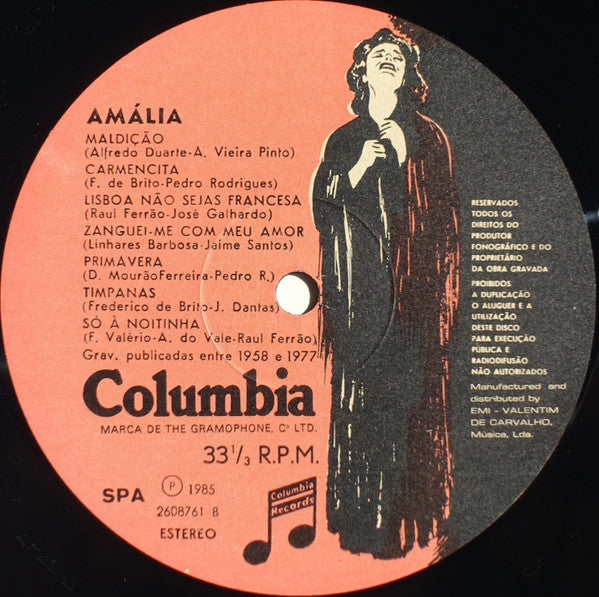 AMÁLIA
MALDIÇÃO
(Alfredo Duarte-A. Vieira Pinto)
CARMENCITA
(F. de Brito-Pedro Rodrigues)
LISBOA NÃO SEJAS FRANCESA
(Raul Ferrão-José Galhardo)
ZANGUEI-ME COM MEU AMOR
(Linhares Barbosa-Jaime Santos)
PRIMAVERA
(D. MourãoFerreira-Pedro R.)
TIMPANAS
(Frederico de Brito-J. Dantas)
SÓ À NOITINHA
(F. Valério-A. do Vale-Raul Ferrão)
Grav. publicadas entre 1958 e 1977
Columbia
MARCA DE THE GRAMOPHONE, Cº LTD.
33 1/3 R.P.M.
SPA
Ⓟ 1985
2608761 B
ESTEREO
Columbia
Records
RESERVADOS
TODOS OS
DIREITOS DO
PRODUTOR
FONOGRÁFICO E DO
PROPRIETÁRIO
DA OBRA GRAVADA
PROIBIDOS
A DUPLICAÇÃO
O ALUGUER E A
UTILIZAÇÃO
DESTE DISCO
PARA EXECUÇÃO
PÚBLICA E
RADIODIFUSÃO
NÃO AUTORIZADOS
Manufactured and
distributed by
EMI - VALENTIM
DE CARVALHO,
Música, Lda.